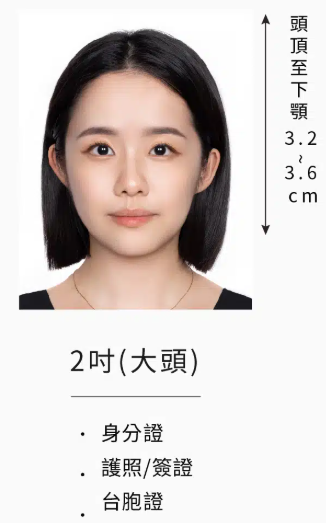 頭頂至下顎
3.2
~
3.6
cm
2吋(大頭)
· 身分證
· 護照/簽證
· 台胞證